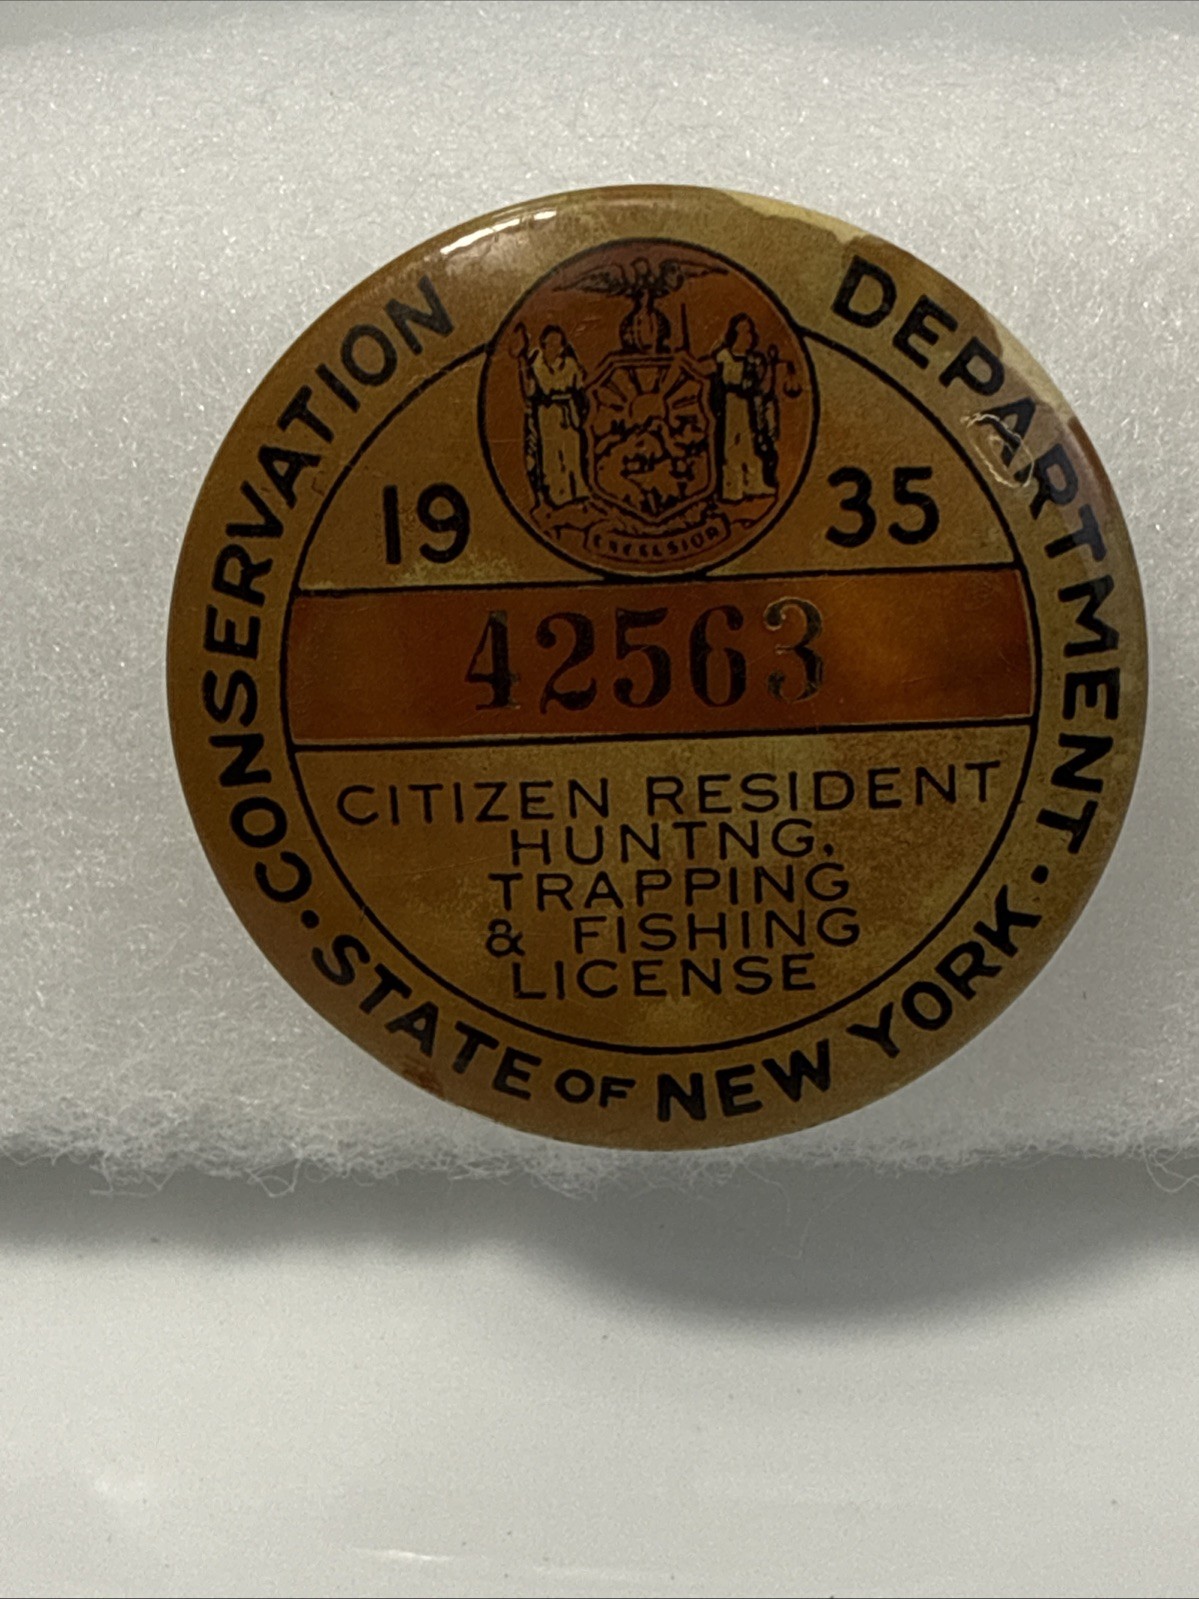 CONSERVATION DEPARTMENT
EXCELSIOR
19 35
42563
CITIZEN RESIDENT
HUNTNG,
TRAPPING
& FISHING
LICENSE
· STATE OF NEW YORK ·